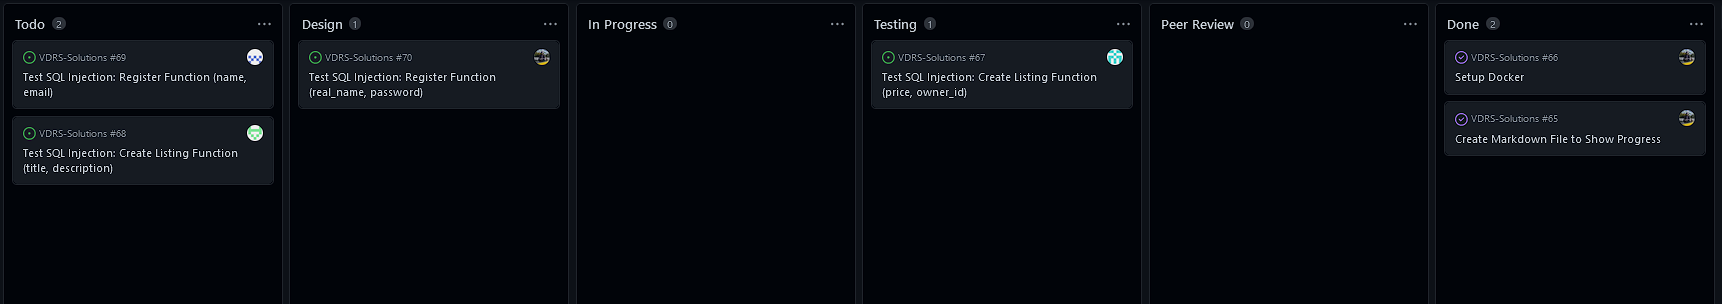 Todo 2
VDRS-Solutions #69
Test SQL Injection: Register Function (name,
email)
VDRS-Solutions #68
Test SQL Injection: Create Listing Function
(title, description)
Design 1
VDRS-Solutions #70
Test SQL Injection: Register Function
(real_name, password)
In Progress 0
Testing 1
VDRS-Solutions #67
Test SQL Injection: Create Listing Function
(price, owner_id)
Peer Review 0
Done 2
VDRS-Solutions #66
Setup Docker
VDRS-Solutions #65
Create Markdown File to Show Progress